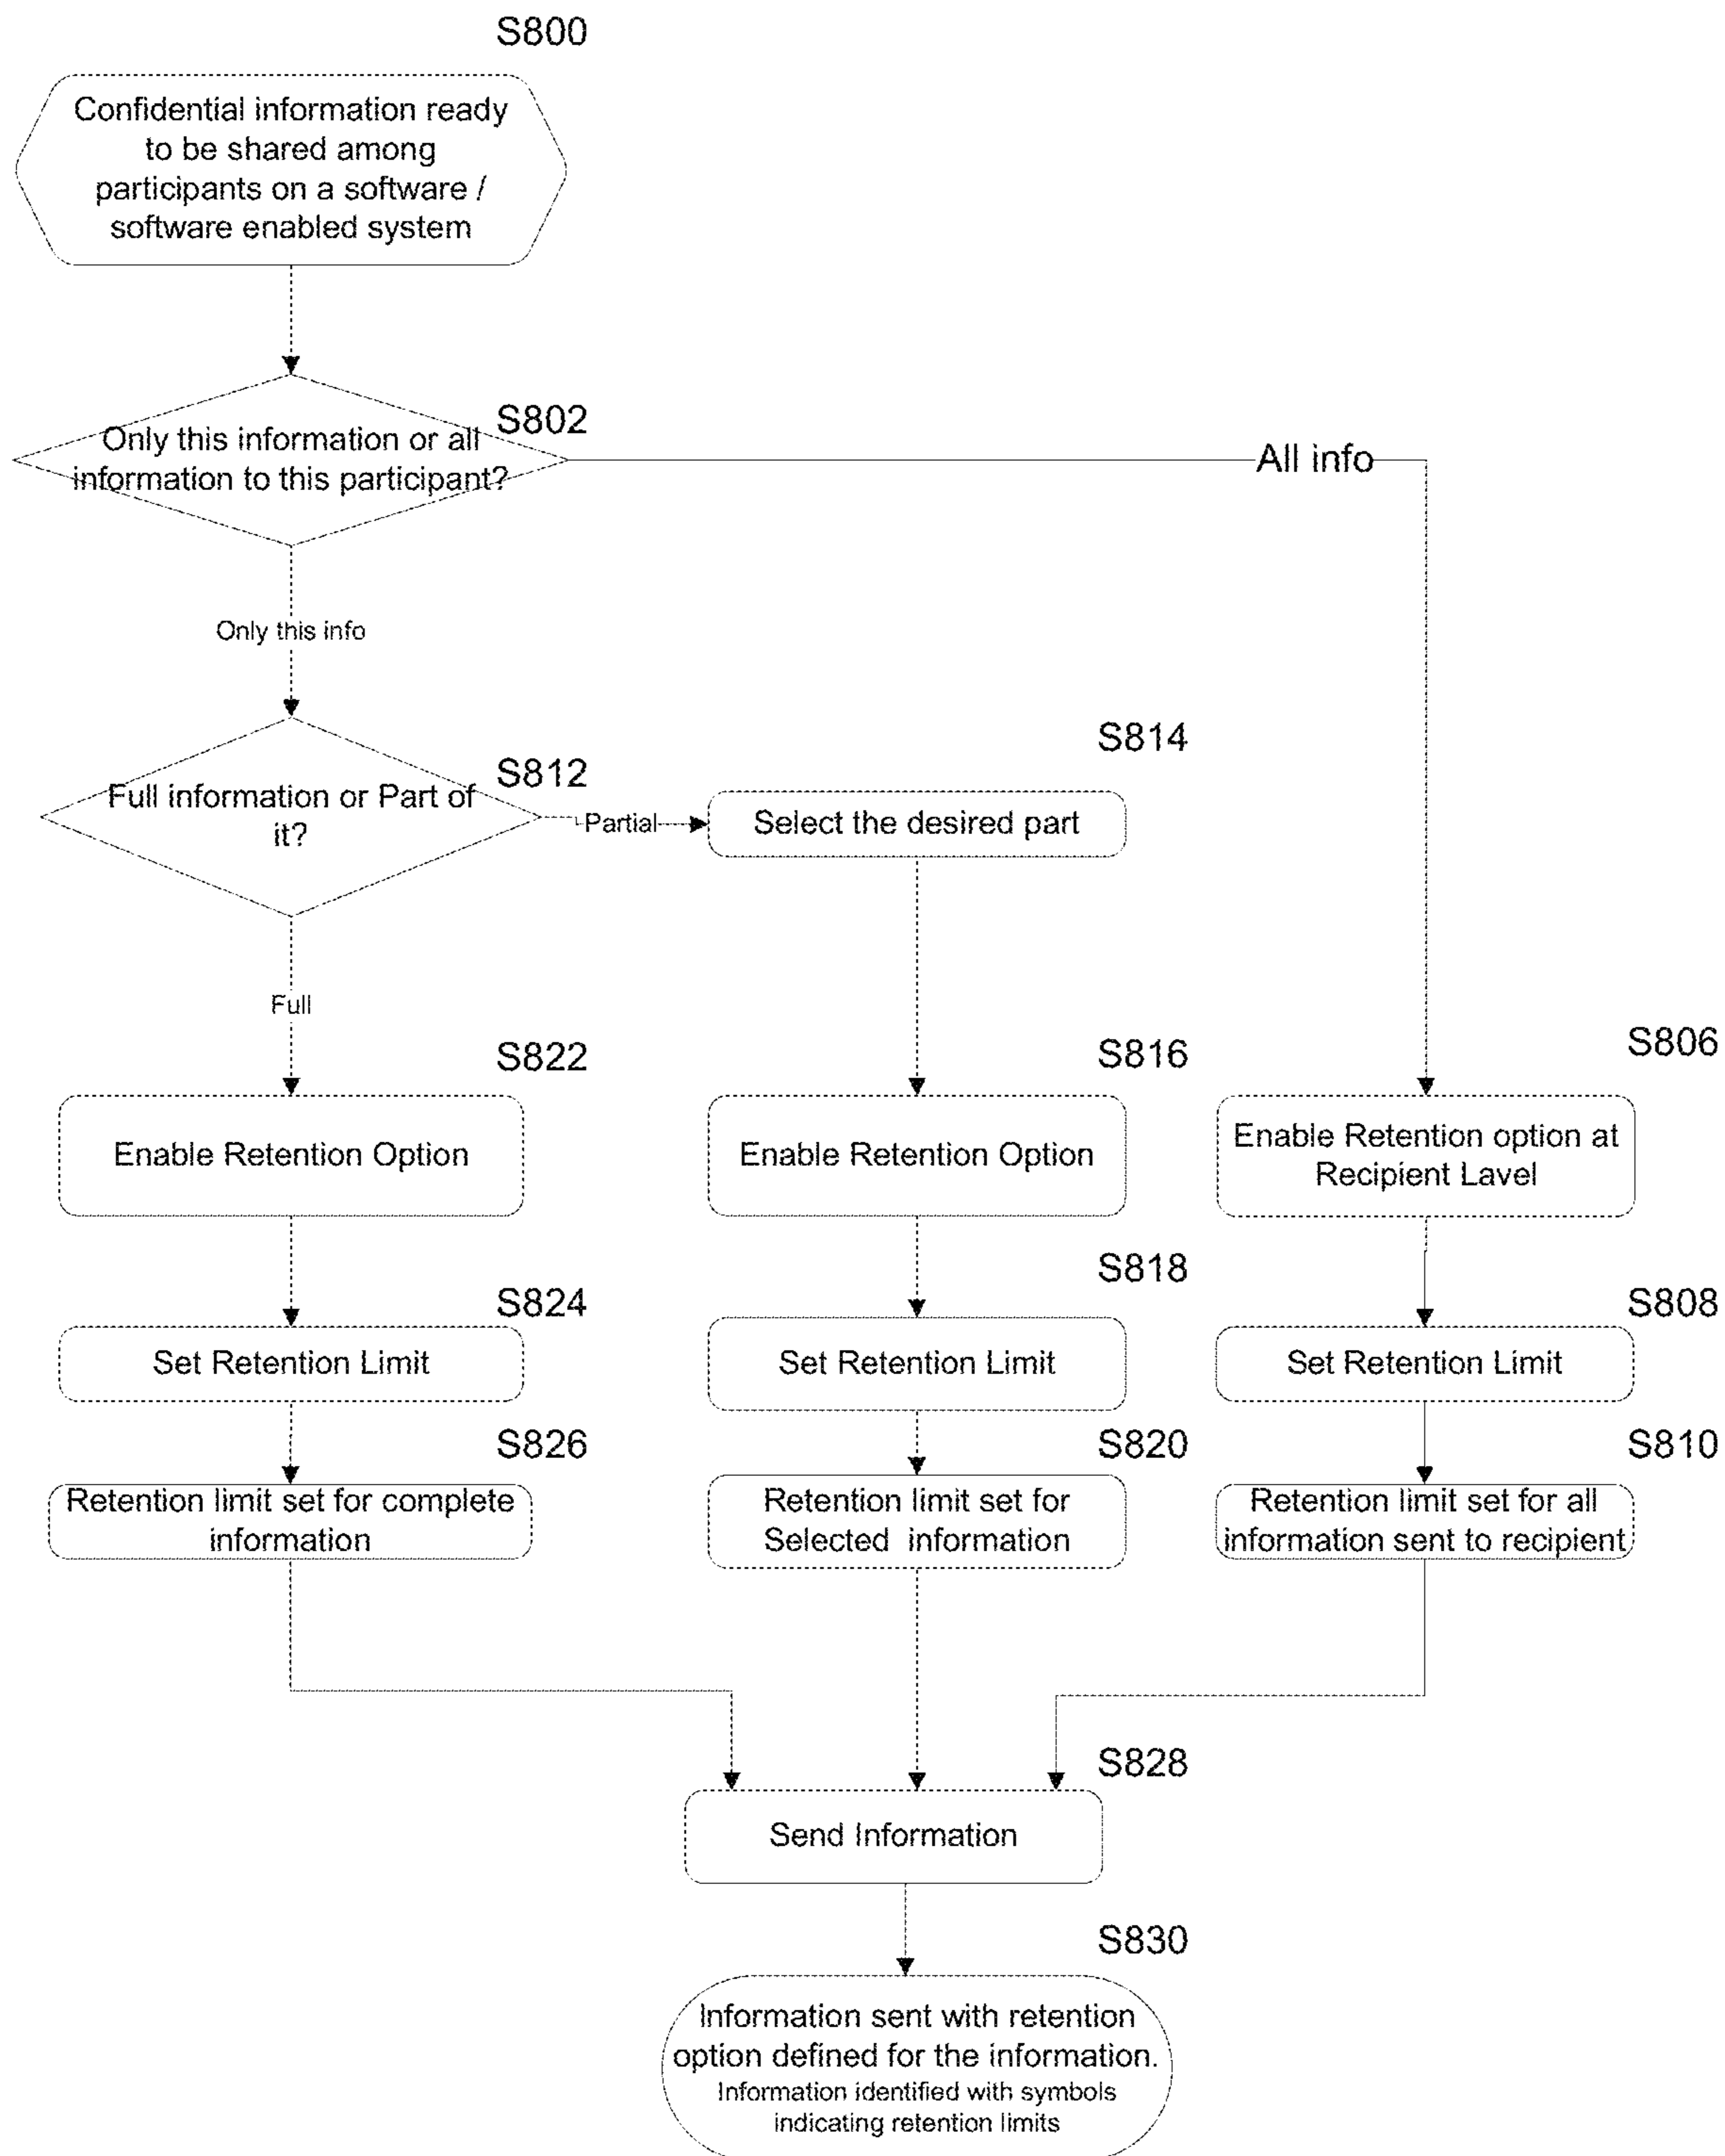 S800
Confidential information ready
to be shared among
participants on a software /
software enabled system
S802
Only this information or all
information to this participant?
All info
Only this info
S814
S812
Full information or Part of
it?
Partial
Select the desired part
Full
S822
S816
S806
Enable Retention Option
Enable Retention Option
Enable Retention option at
Recipient Lavel
S818
S824
S808
Set Retention Limit
Set Retention Limit
Set Retention Limit
S826
S820
S810
Retention limit set for complete
information
Retention limit set for
Selected information
Retention limit set for all
information sent to recipient
S828
Send Information
S830
Information sent with retention
option defined for the information.
Information identified with symbols
indicating retention limits